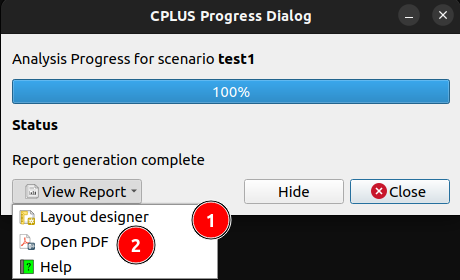 CPLUS Progress Dialog
Analysis Progress for scenario test1
100%
Status
Report generation complete
View Report
Hide
Close
Layout designer
1
Open PDF
2
Help